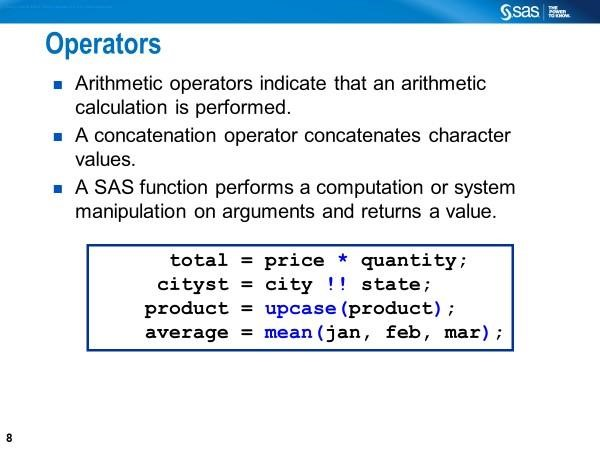 sas THE POWER TO KNOW.
Operators
Arithmetic operators indicate that an arithmetic
calculation is performed.
A concatenation operator concatenates character
values.
A SAS function performs a computation or system
manipulation on arguments and returns a value.
total = price * quantity;
cityst = city !! state;
product = upcase(product);
average = mean(jan, feb, mar);
8